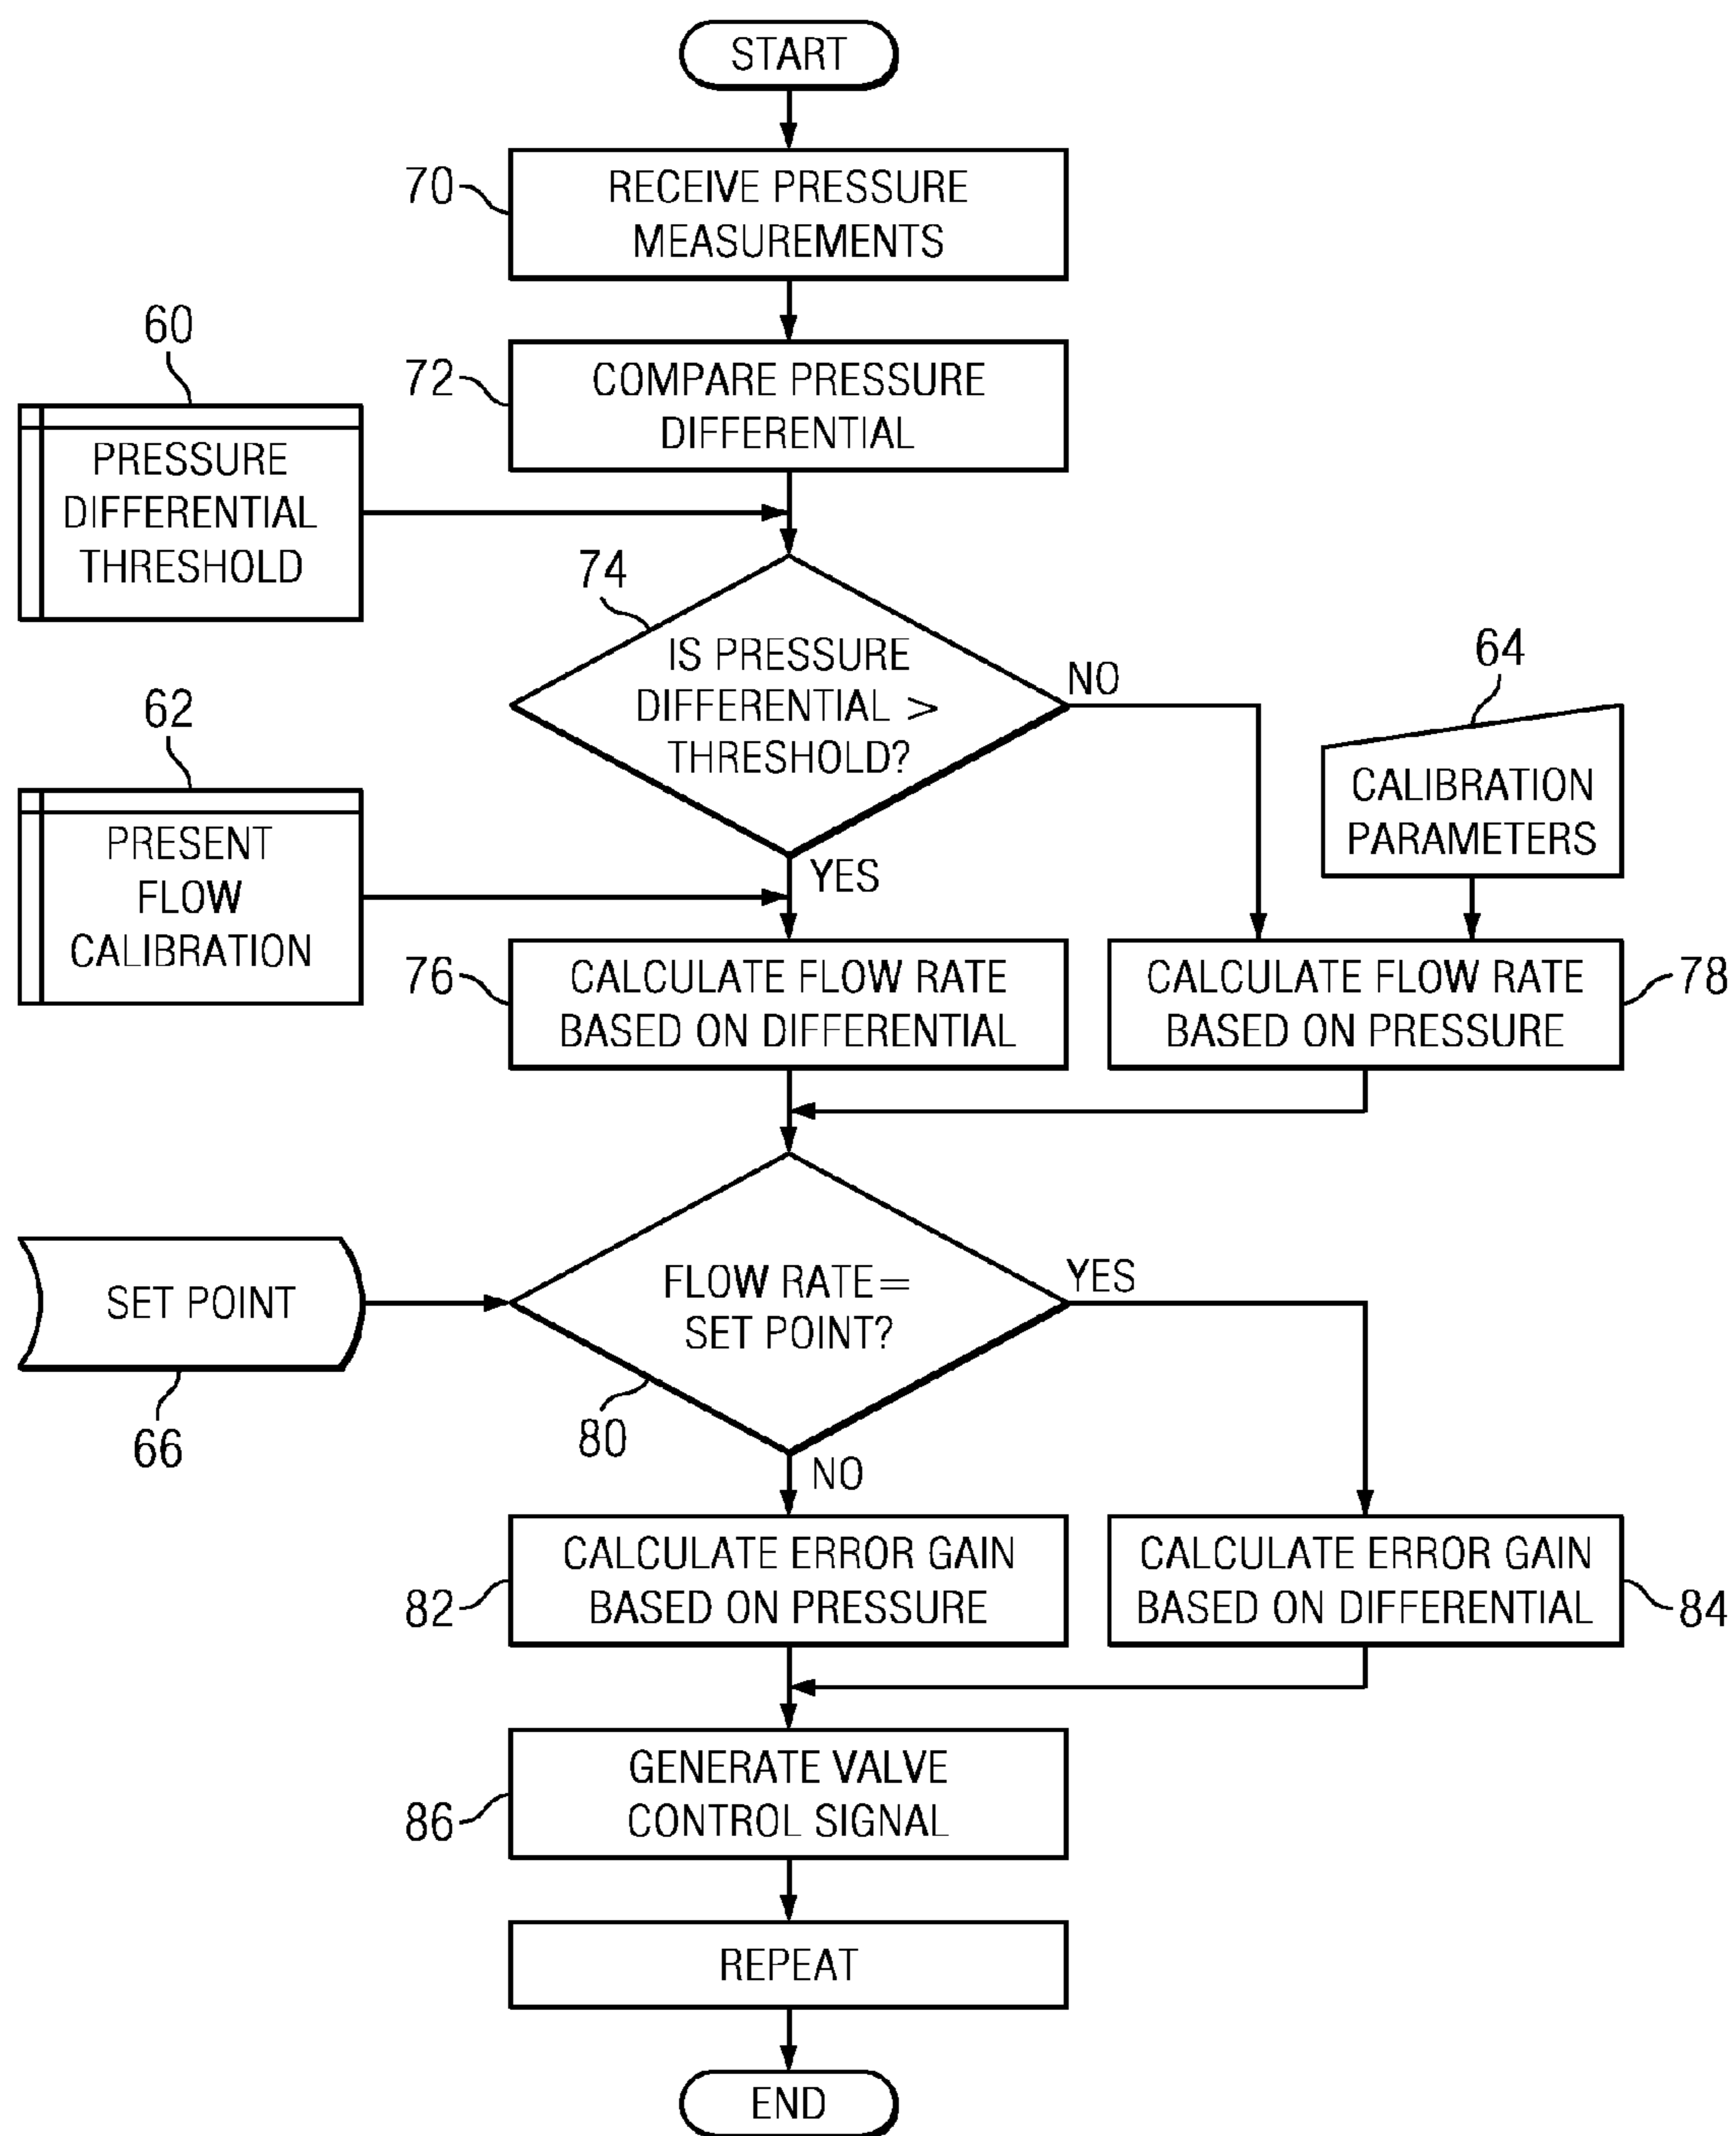 START
70
RECEIVE PRESSURE
MEASUREMENTS
60
72
COMPARE PRESSURE
DIFFERENTIAL
PRESSURE
DIFFERENTIAL
THRESHOLD
74
IS PRESSURE
DIFFERENTIAL >
THRESHOLD?
NO
64
CALIBRATION
PARAMETERS
62
PRESENT
FLOW
CALIBRATION
YES
76
CALCULATE FLOW RATE
BASED ON DIFFERENTIAL
CALCULATE FLOW RATE
BASED ON PRESSURE
78
SET POINT
66
FLOW RATE=
SET POINT?
YES
80
NO
82
CALCULATE ERROR GAIN
BASED ON PRESSURE
CALCULATE ERROR GAIN
BASED ON DIFFERENTIAL
84
86
GENERATE VALVE
CONTROL SIGNAL
REPEAT
END